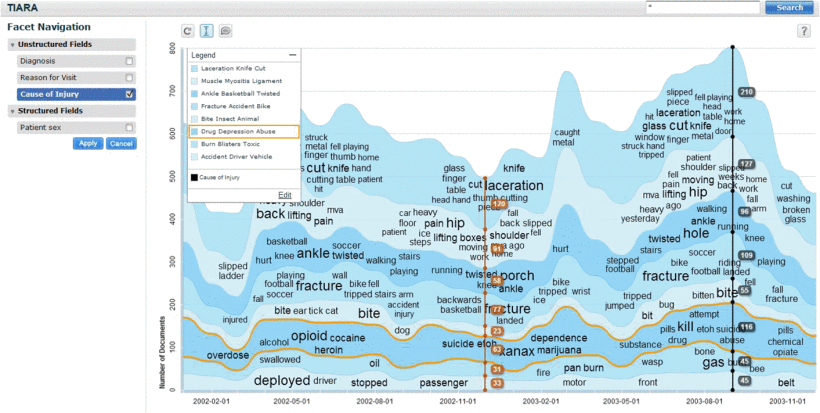 TIARA
*
Search
Facet Navigation
Unstructured Fields
Diagnosis
Reason for Visit
Cause of Injury
Structured Fields
Patient sex
Apply Cancel
?
Legend
Laceration Knife Cut
Muscle Myositis Ligament
Ankle Basketball Twisted
Fracture Accident Bike
Bite Insect Animal
Drug Depression Abuse
Burn Blisters Toxic
Accident Driver Vehicle
Cause of Injury
Edit
Number of Documents
800
700
600
500
400
300
200
100
0
struck
metal fell playing
finger thumb home
cut knife hand
cutting table patient
hit
shoulder
back lifting mva
pain
basketball
hurt knee ankle twisted
soccer
walking stairs
slipped
ladder
playing
football
wall
bike fell
fall soccer
tripped stairs arm
playing
injured
bite ear tick cat
bite
accident
injury
dog
overdose
alcohol opioid cocaine
heroin
swallowed
oil
deployed driver stopped
glass
finger
table
head hand
cut laceration
knife
thumb cutting
piece
car heavy
floor
patient
pain hip
ice
steps
lifting boxes
fall
back slipped
shoulder fell
moving mva ago
work
home
running twisted porch
knee ankle
backwards
basketball fracture
landed
suicide etoh
xanax
passenger
caught
metal
hurt
bike
tripped wrist
ice
dependence
marijuana
fire pan burn
motor
slipped
piece
fell playing
head
table
hit laceration work
home
glass cut knife
window metal door
finger
struck hand
tripped
patient
shoulder slipped
weeks
fell
pain moving back
mva lifting hip
home
work
fall
arm
heavy ago
yesterday
walking
ankle
twisted hole running
knee
stairs
stepped
football
soccer
bike riding
playing
football landed
fracture
fell
tripped
jumped
bug
bitten bite
bit
fall
fracture
attempt
pills kill etoh suicide
drug abuse
substance
pills
chemical
opiate
wasp
bone
gas
bee
front
belt
cut
washing
broken
glass
170
91
58
77
23
63
31
33
210
127
96
109
55
116
45
45
2002-02-01 2002-05-01 2002-08-01 2002-11-01 2003-02-01 2003-05-01 2003-08-01 2003-11-01